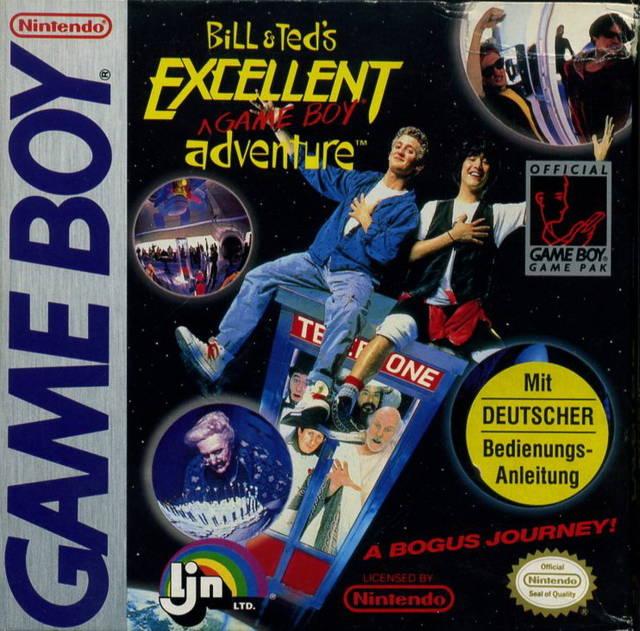 Nintendo®
GAME BOY®
Bill & Ted's
EXCELLENT
A GAME BOY®
adventure™
OFFICIAL
GAME BOY®
GAME PAK
TELEPHONE
Mit
DEUTSCHER
Bedienungs-
Anleitung
A BOGUS JOURNEY!
LJN
LTD.®
LICENSED BY
Nintendo®
Official
Nintendo®
Seal of Quality